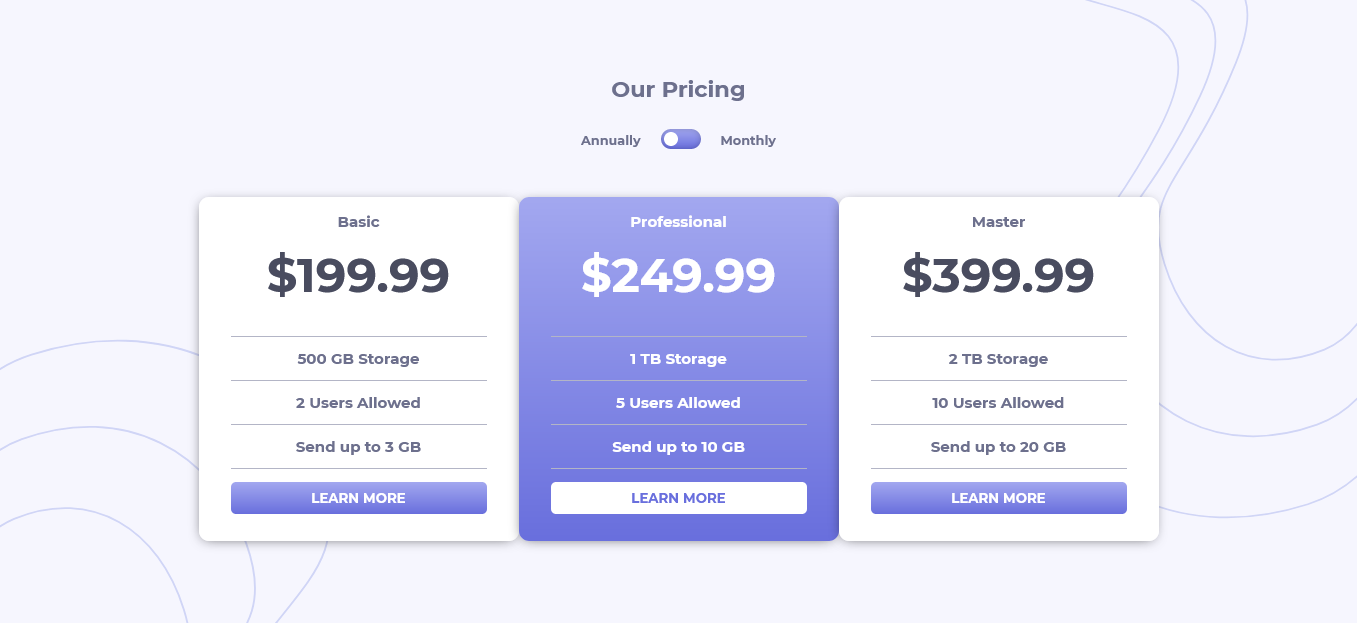 Our Pricing
Annually Monthly
Basic
$199.99
500 GB Storage
2 Users Allowed
Send up to 3 GB
LEARN MORE
Professional
$249.99
1 TB Storage
5 Users Allowed
Send up to 10 GB
LEARN MORE
Master
$399.99
2 TB Storage
10 Users Allowed
Send up to 20 GB
LEARN MORE